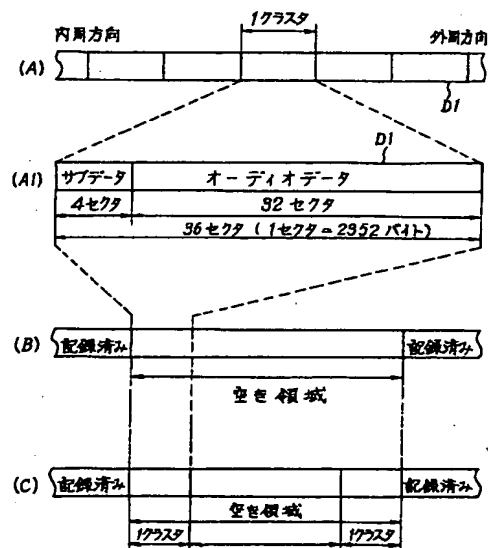 1クラスタ
内周方向
外周方向
(A)
D1
D1
(A1)
サブデータ
オーディオデータ
4セクタ
32セクタ
36セクタ (1セクタ=2352バイト)
(B)
記録済み
記録済み
空き領域
(C)
記録済み
記録済み
空き領域
1クラスタ
1クラスタ